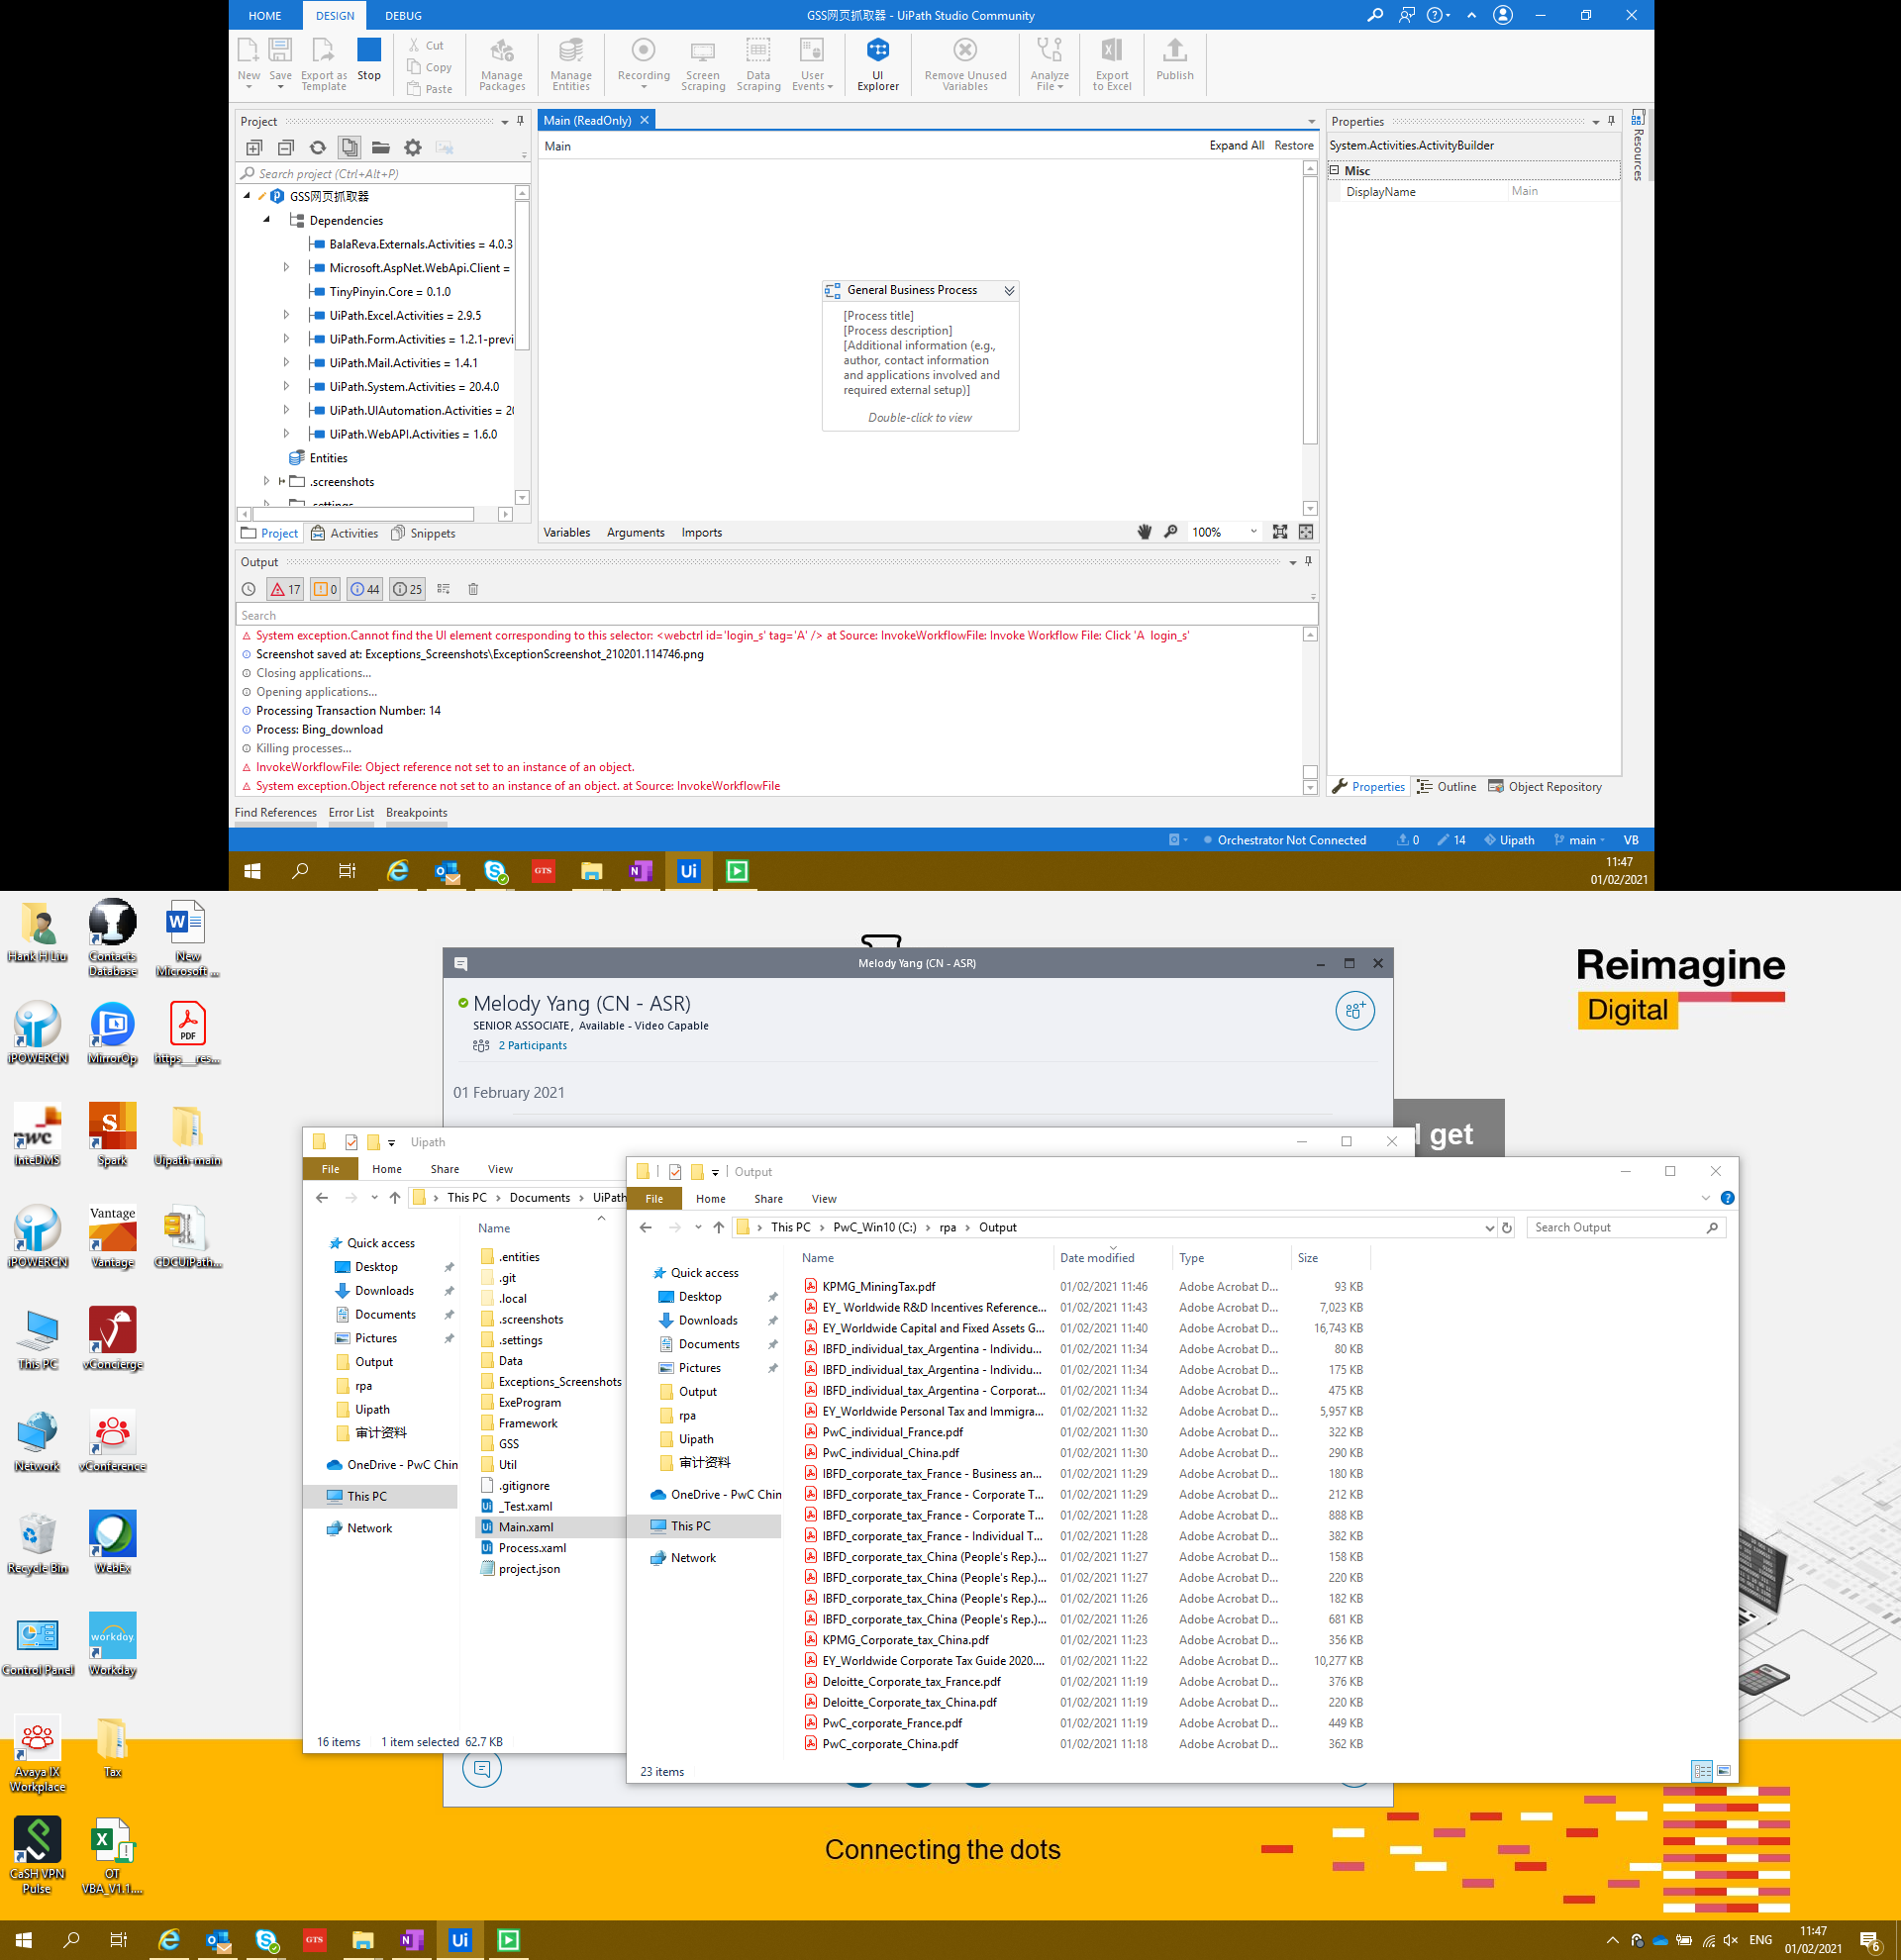 HOME DESIGN DEBUG GSS网页抓取器 - UiPath Studio Community
New Save Export as Template Stop Cut Copy Paste Manage Packages Manage Entities Recording Screen Scraping Data Scraping User Events UI Explorer Remove Unused Variables Analyze File Export to Excel Publish
Project
Search project (Ctrl+Alt+P)
GSS网页抓取器
Dependencies
BalaReva.Externals.Activities = 4.0.3
Microsoft.AspNet.WebApi.Client =
TinyPinyin.Core = 0.1.0
UiPath.Excel.Activities = 2.9.5
UiPath.Form.Activities = 1.2.1-previ
UiPath.Mail.Activities = 1.4.1
UiPath.System.Activities = 20.4.0
UiPath.UIAutomation.Activities = 20
UiPath.WebAPI.Activities = 1.6.0
Entities
.screenshots
.settings
Project Activities Snippets
Main (ReadOnly)
Main Expand All Restore
General Business Process
[Process title]
[Process description]
[Additional information (e.g.,
author, contact information
and applications involved and
required external setup)]
Double-click to view
Variables Arguments Imports 100%
Properties
System.Activities.ActivityBuilder
Misc
DisplayName Main
Resources
Properties Outline Object Repository
Output
17 0 44 25
Search
System exception.Cannot find the UI element corresponding to this selector: <webctrl id='login_s' tag='A' /> at Source: InvokeWorkflowFile: Invoke Workflow File: Click 'A login_s'
Screenshot saved at: Exceptions_Screenshots\ExceptionScreenshot_210201.114746.png
Closing applications...
Opening applications...
Processing Transaction Number: 14
Process: Bing_download
Killing processes...
InvokeWorkflowFile: Object reference not set to an instance of an object.
System exception.Object reference not set to an instance of an object. at Source: InvokeWorkflowFile
Find References Error List Breakpoints
Orchestrator Not Connected 0 14 Uipath main VB
GTS Ui
11:47
01/02/2021
Hank H Liu
Contacts Database
New Microsoft ...
iPOWERCN
MirrorOp
https___res...
InteDMS
Spark
Uipath-main
iPOWERCN
Vantage
Vantage
CDCUiPath...
This PC
vConcierge
Network
vConference
Recycle Bin
WebEx
Control Panel
workday.
Workday
Avaya IX Workplace
Tax
CaSH VPN Pulse
OT VBA_V1.1....
Reimagine
Digital
get
Connecting the dots
Melody Yang (CN - ASR)
Melody Yang (CN - ASR)
SENIOR ASSOCIATE, Available - Video Capable
2 Participants
01 February 2021
Uipath
File Home Share View
This PC Documents UiPath
Name
Quick access
Desktop
Downloads
Documents
Pictures
Output
rpa
Uipath
审计资料
OneDrive - PwC Chin
This PC
Network
.entities
.git
.local
.screenshots
.settings
Data
Exceptions_Screenshots
ExeProgram
Framework
GSS
Util
.gitignore
_Test.xaml
Main.xaml
Process.xaml
project.json
16 items 1 item selected 62.7 KB
Output
File Home Share View
This PC PwC_Win10 (C:) rpa Output Search Output
Quick access
Desktop
Downloads
Documents
Pictures
Output
rpa
Uipath
审计资料
OneDrive - PwC Chin
This PC
Network
Name Date modified Type Size
KPMG_MiningTax.pdf 01/02/2021 11:46 Adobe Acrobat D... 93 KB
EY_ Worldwide R&D Incentives Reference... 01/02/2021 11:43 Adobe Acrobat D... 7,023 KB
EY_Worldwide Capital and Fixed Assets G... 01/02/2021 11:40 Adobe Acrobat D... 16,743 KB
IBFD_individual_tax_Argentina - Individu... 01/02/2021 11:34 Adobe Acrobat D... 80 KB
IBFD_individual_tax_Argentina - Individu... 01/02/2021 11:34 Adobe Acrobat D... 175 KB
IBFD_individual_tax_Argentina - Corporat... 01/02/2021 11:34 Adobe Acrobat D... 475 KB
EY_Worldwide Personal Tax and Immigra... 01/02/2021 11:32 Adobe Acrobat D... 5,957 KB
PwC_individual_France.pdf 01/02/2021 11:30 Adobe Acrobat D... 322 KB
PwC_individual_China.pdf 01/02/2021 11:30 Adobe Acrobat D... 290 KB
IBFD_corporate_tax_France - Business an... 01/02/2021 11:29 Adobe Acrobat D... 180 KB
IBFD_corporate_tax_France - Corporate T... 01/02/2021 11:29 Adobe Acrobat D... 212 KB
IBFD_corporate_tax_France - Corporate T... 01/02/2021 11:28 Adobe Acrobat D... 888 KB
IBFD_corporate_tax_France - Individual T... 01/02/2021 11:28 Adobe Acrobat D... 382 KB
IBFD_corporate_tax_China (People's Rep.)... 01/02/2021 11:27 Adobe Acrobat D... 158 KB
IBFD_corporate_tax_China (People's Rep.)... 01/02/2021 11:27 Adobe Acrobat D... 220 KB
IBFD_corporate_tax_China (People's Rep.)... 01/02/2021 11:26 Adobe Acrobat D... 182 KB
IBFD_corporate_tax_China (People's Rep.)... 01/02/2021 11:26 Adobe Acrobat D... 681 KB
KPMG_Corporate_tax_China.pdf 01/02/2021 11:23 Adobe Acrobat D... 356 KB
EY_Worldwide Corporate Tax Guide 2020.... 01/02/2021 11:22 Adobe Acrobat D... 10,277 KB
Deloitte_Corporate_tax_France.pdf 01/02/2021 11:19 Adobe Acrobat D... 376 KB
Deloitte_Corporate_tax_China.pdf 01/02/2021 11:19 Adobe Acrobat D... 220 KB
PwC_corporate_France.pdf 01/02/2021 11:19 Adobe Acrobat D... 449 KB
PwC_corporate_China.pdf 01/02/2021 11:18 Adobe Acrobat D... 362 KB
23 items
GTS Ui ENG
11:47
01/02/2021
6